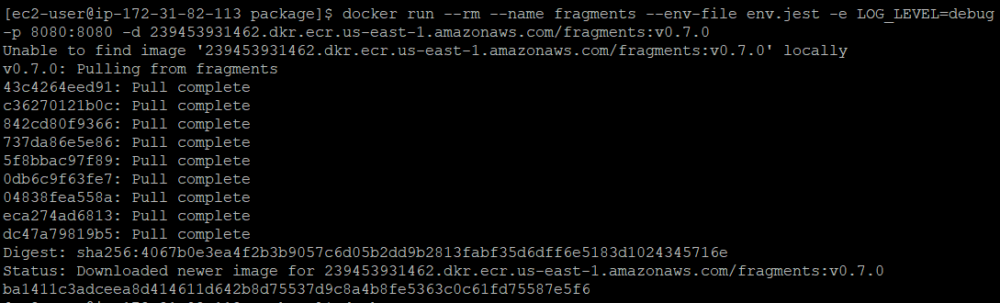 [ec2-user@ip-172-31-82-113 package]$ docker run --rm --name fragments --env-file env.jest -e LOG_LEVEL=debug
-p 8080:8080 -d 239453931462.dkr.ecr.us-east-1.amazonaws.com/fragments:v0.7.0
Unable to find image '239453931462.dkr.ecr.us-east-1.amazonaws.com/fragments:v0.7.0' locally
v0.7.0: Pulling from fragments
43c4264eed91: Pull complete
c36270121b0c: Pull complete
842cd80f9366: Pull complete
737da86e5e86: Pull complete
5f8bbac97f89: Pull complete
0db6c9f63fe7: Pull complete
04838fea558a: Pull complete
eca274ad6813: Pull complete
dc47a79819b5: Pull complete
Digest: sha256:4067b0e3ea4f2b3b9057c6d05b2dd9b2813fabf35d6dff6e5183d1024345716e
Status: Downloaded newer image for 239453931462.dkr.ecr.us-east-1.amazonaws.com/fragments:v0.7.0
ba1411c3adceea8d414611d642b8d75537d9c8a4b8fe5363c0c61fd75587e5f6